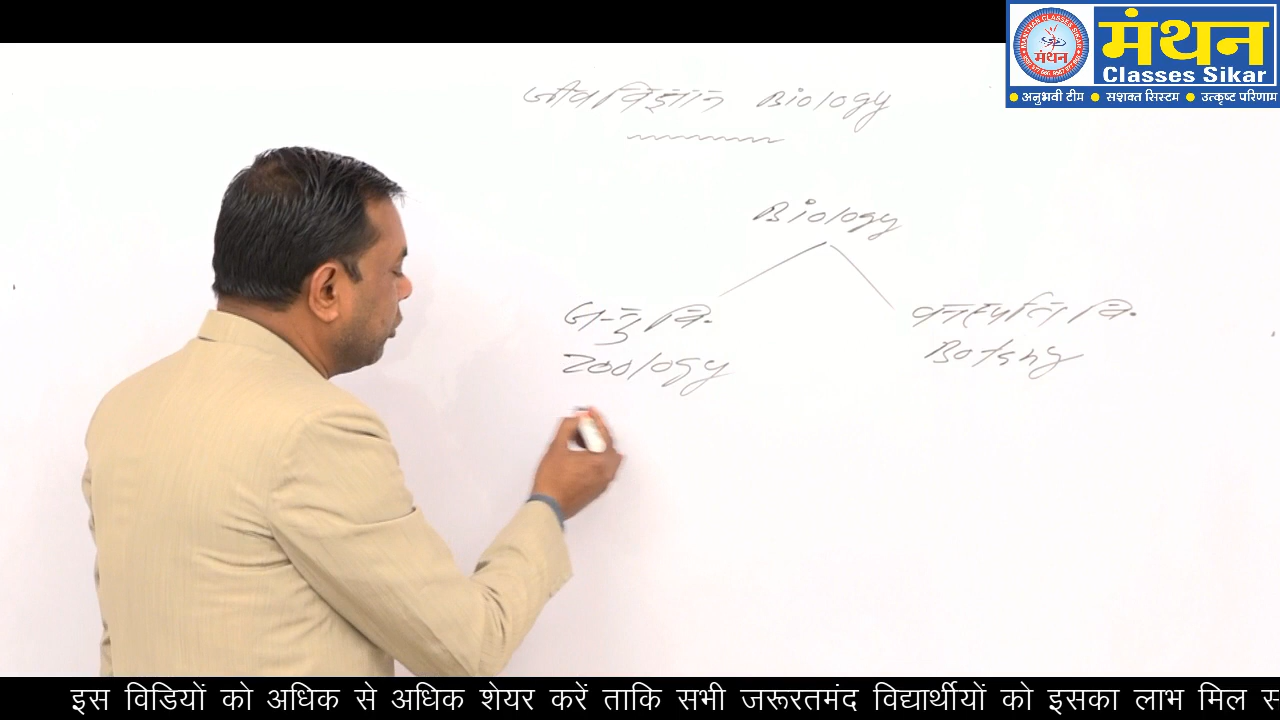 मंथन
Classes Sikar
मंथन
अनुभवी टीम • सशक्त सिस्टम • उत्कृष्ट परिणाम
जीव विज्ञान Biology
Biology
जन्तु वि. वनस्पति वि.
Zoology Botany
इस विडियों को अधिक से अधिक शेयर करें ताकि सभी जरूरतमंद विद्यार्थीयों को इसका लाभ मिल